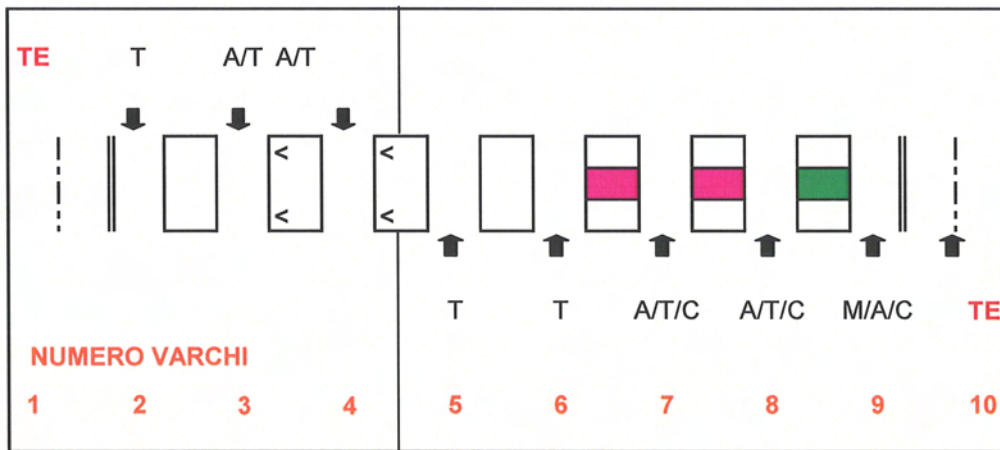 TE T A/T A/T
< <
< <
T T A/T/C A/T/C M/A/C TE
NUMERO VARCHI
1 2 3 4 5 6 7 8 9 10